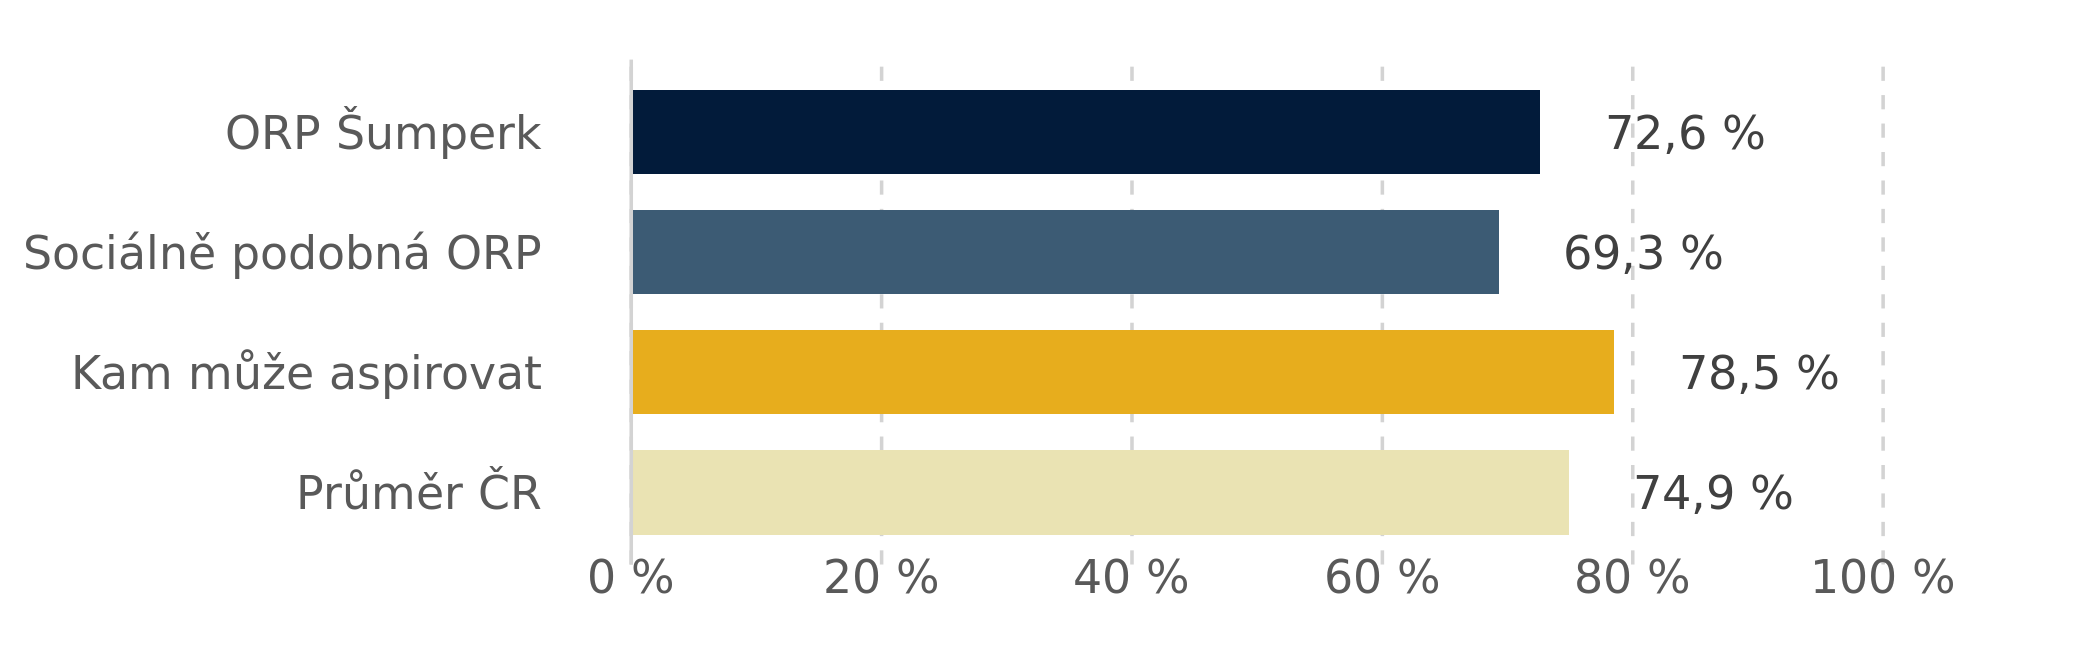 ORP Šumperk 72,6 %
Sociálně podobná ORP 69,3 %
Kam může aspirovat 78,5 %
Průměr ČR 74,9 %
0 % 20 % 40 % 60 % 80 % 100 %